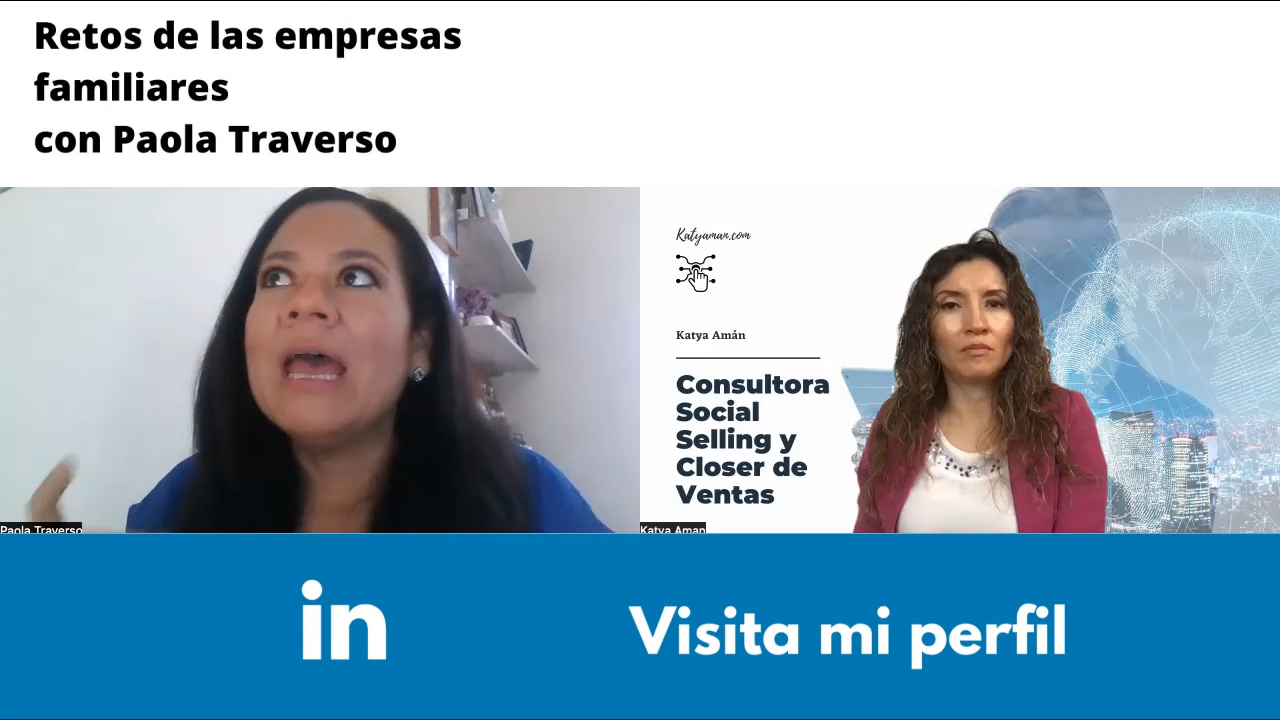 Retos de las empresas
familiares
con Paola Traverso
Katyaman.com
Katya Amán
Consultora
Social
Selling y
Closer de
Ventas
Paola Traverso
Katya Aman
in
Visita mi perfil